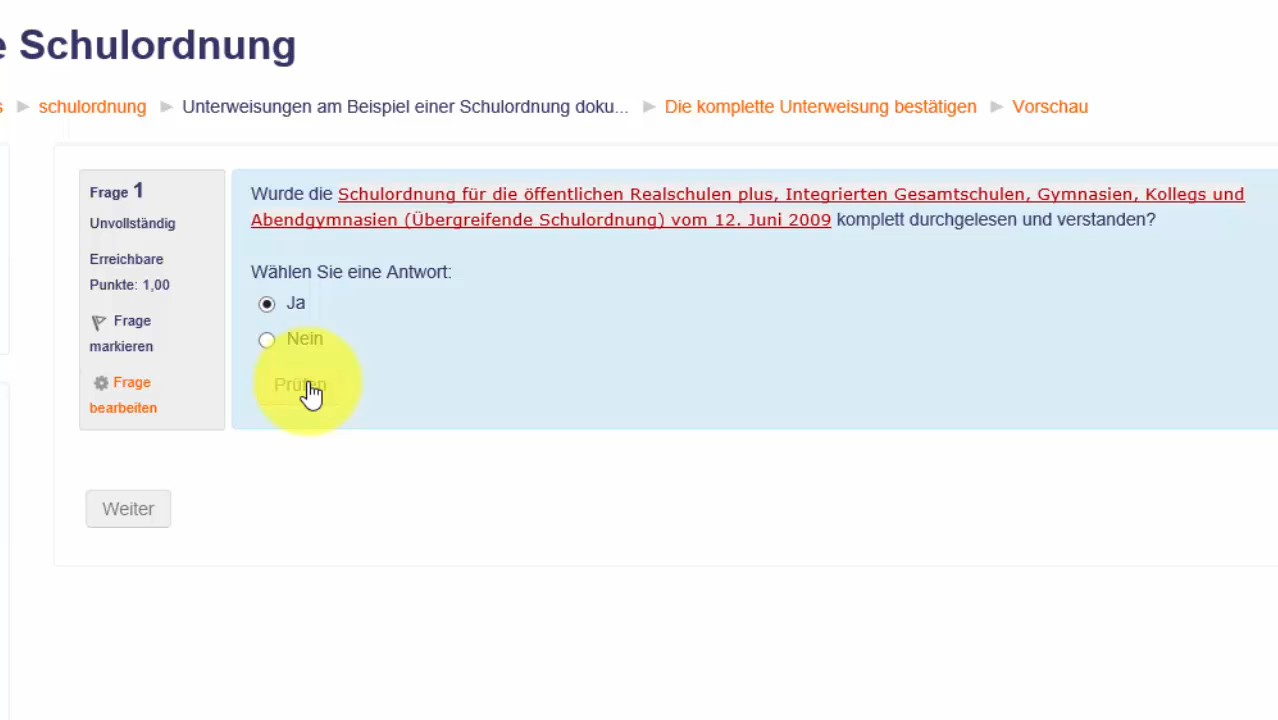 e Schulordnung
s ▶ schulordnung ▶ Unterweisungen am Beispiel einer Schulordnung doku... ▶ Die komplette Unterweisung bestätigen ▶ Vorschau
Frage 1
Unvollständig
Erreichbare
Punkte: 1,00
Frage
markieren
Frage
bearbeiten
Wurde die Schulordnung für die öffentlichen Realschulen plus, Integrierten Gesamtschulen, Gymnasien, Kollegs und
Abendgymnasien (Übergreifende Schulordnung) vom 12. Juni 2009 komplett durchgelesen und verstanden?
Wählen Sie eine Antwort:
Ja
Nein
Prüfen
Weiter